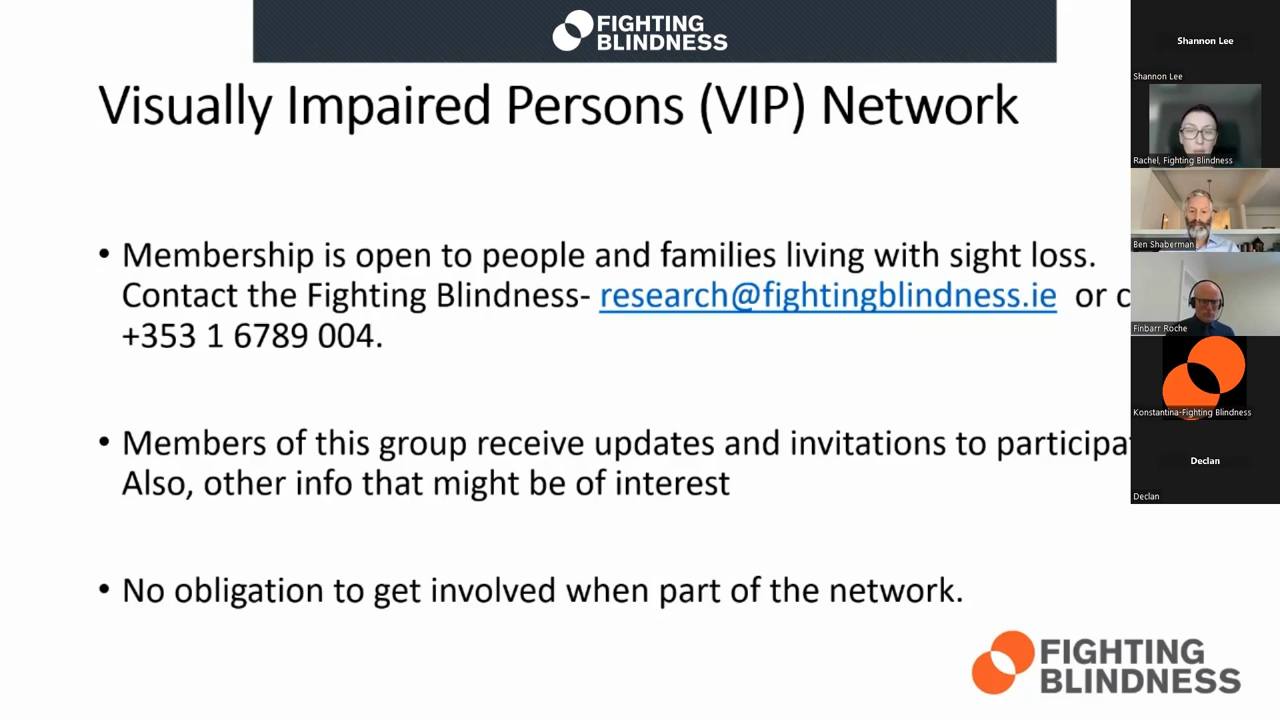 FIGHTING
BLINDNESS
Visually Impaired Persons (VIP) Network
• Membership is open to people and families living with sight loss.
Contact the Fighting Blindness- research@fightingblindness.ie or c
+353 1 6789 004.
• Members of this group receive updates and invitations to participa
Also, other info that might be of interest
• No obligation to get involved when part of the network.
FIGHTING
BLINDNESS
Shannon Lee
Shannon Lee
Rachel, Fighting Blindness
Ben Shaberman
Finbarr Roche
Konstantina-Fighting Blindness
Declan
Declan